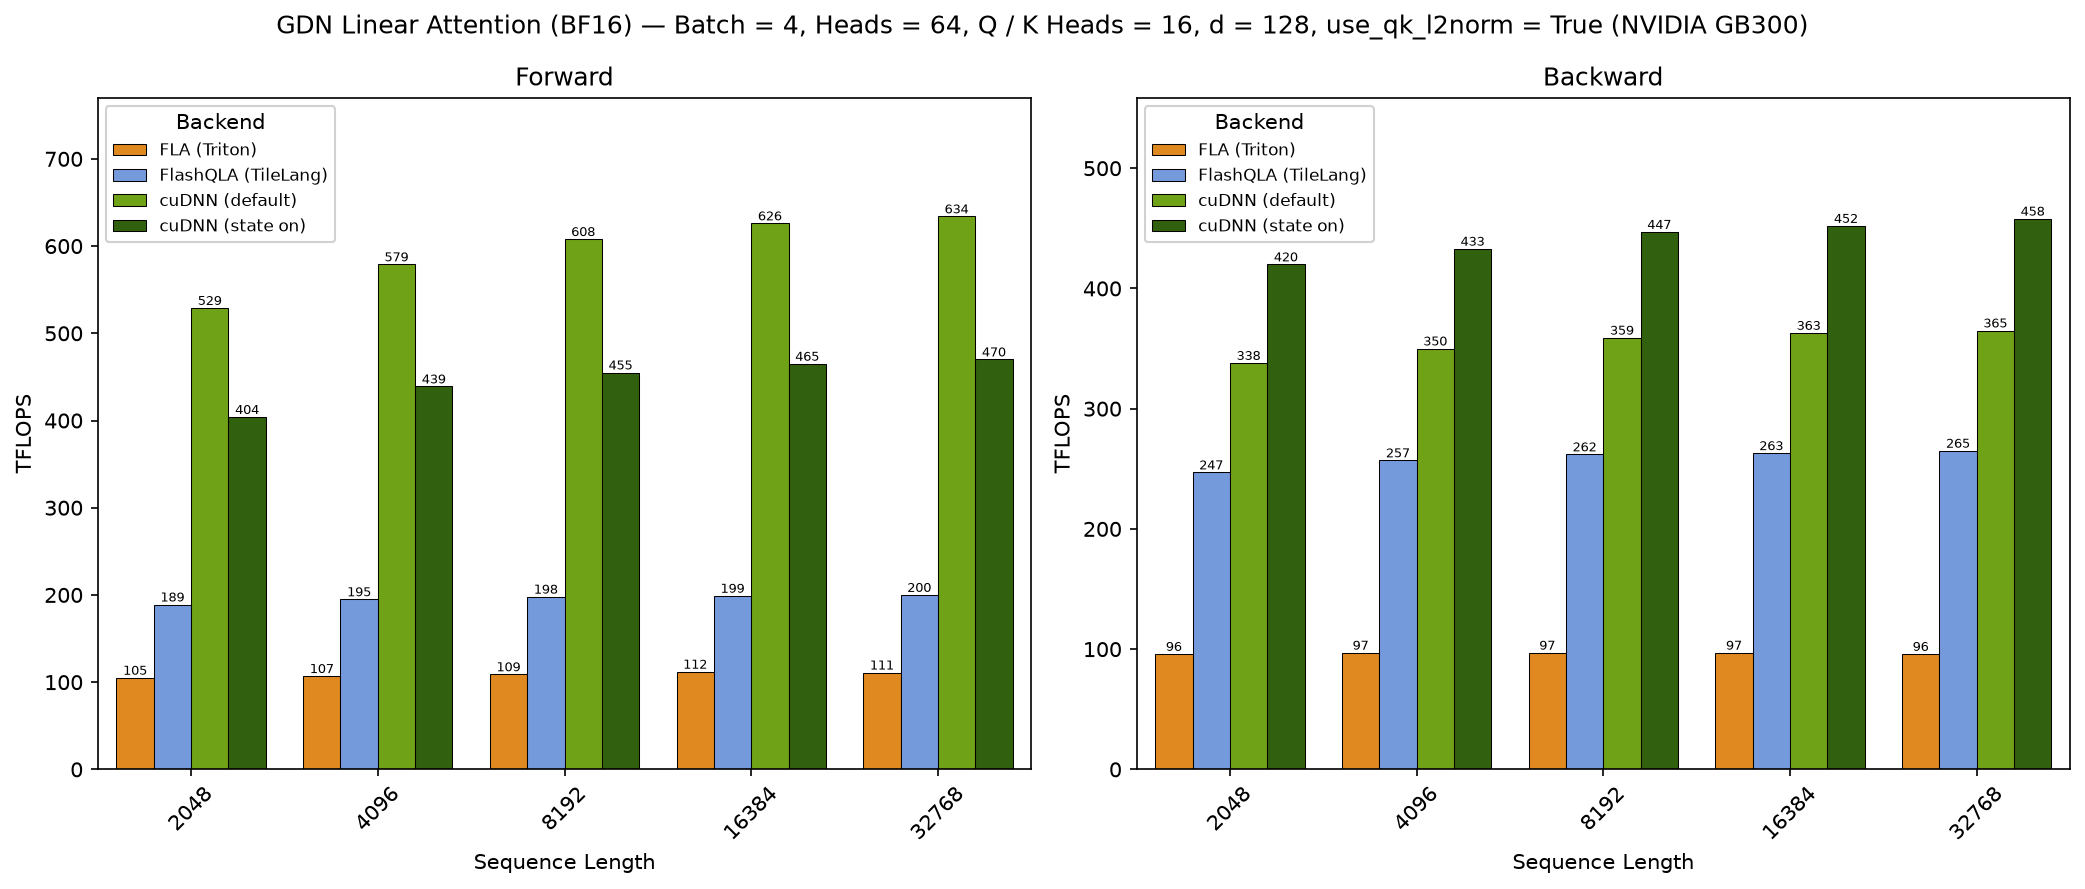 GDN Linear Attention (BF16) — Batch = 4, Heads = 64, Q / K Heads = 16, d = 128, use_qk_l2norm = True (NVIDIA GB300)
Forward
Backend
FLA (Triton)
FlashQLA (TileLang)
cuDNN (default)
cuDNN (state on)
TFLOPS
700
600
500
400
300
200
100
0
105 189 529 404
107 195 579 439
109 198 608 455
112 199 626 465
111 200 634 470
2048 4096 8192 16384 32768
Sequence Length
Backward
Backend
FLA (Triton)
FlashQLA (TileLang)
cuDNN (default)
cuDNN (state on)
TFLOPS
500
400
300
200
100
0
96 247 338 420
97 257 350 433
97 262 359 447
97 263 363 452
96 265 365 458
2048 4096 8192 16384 32768
Sequence Length